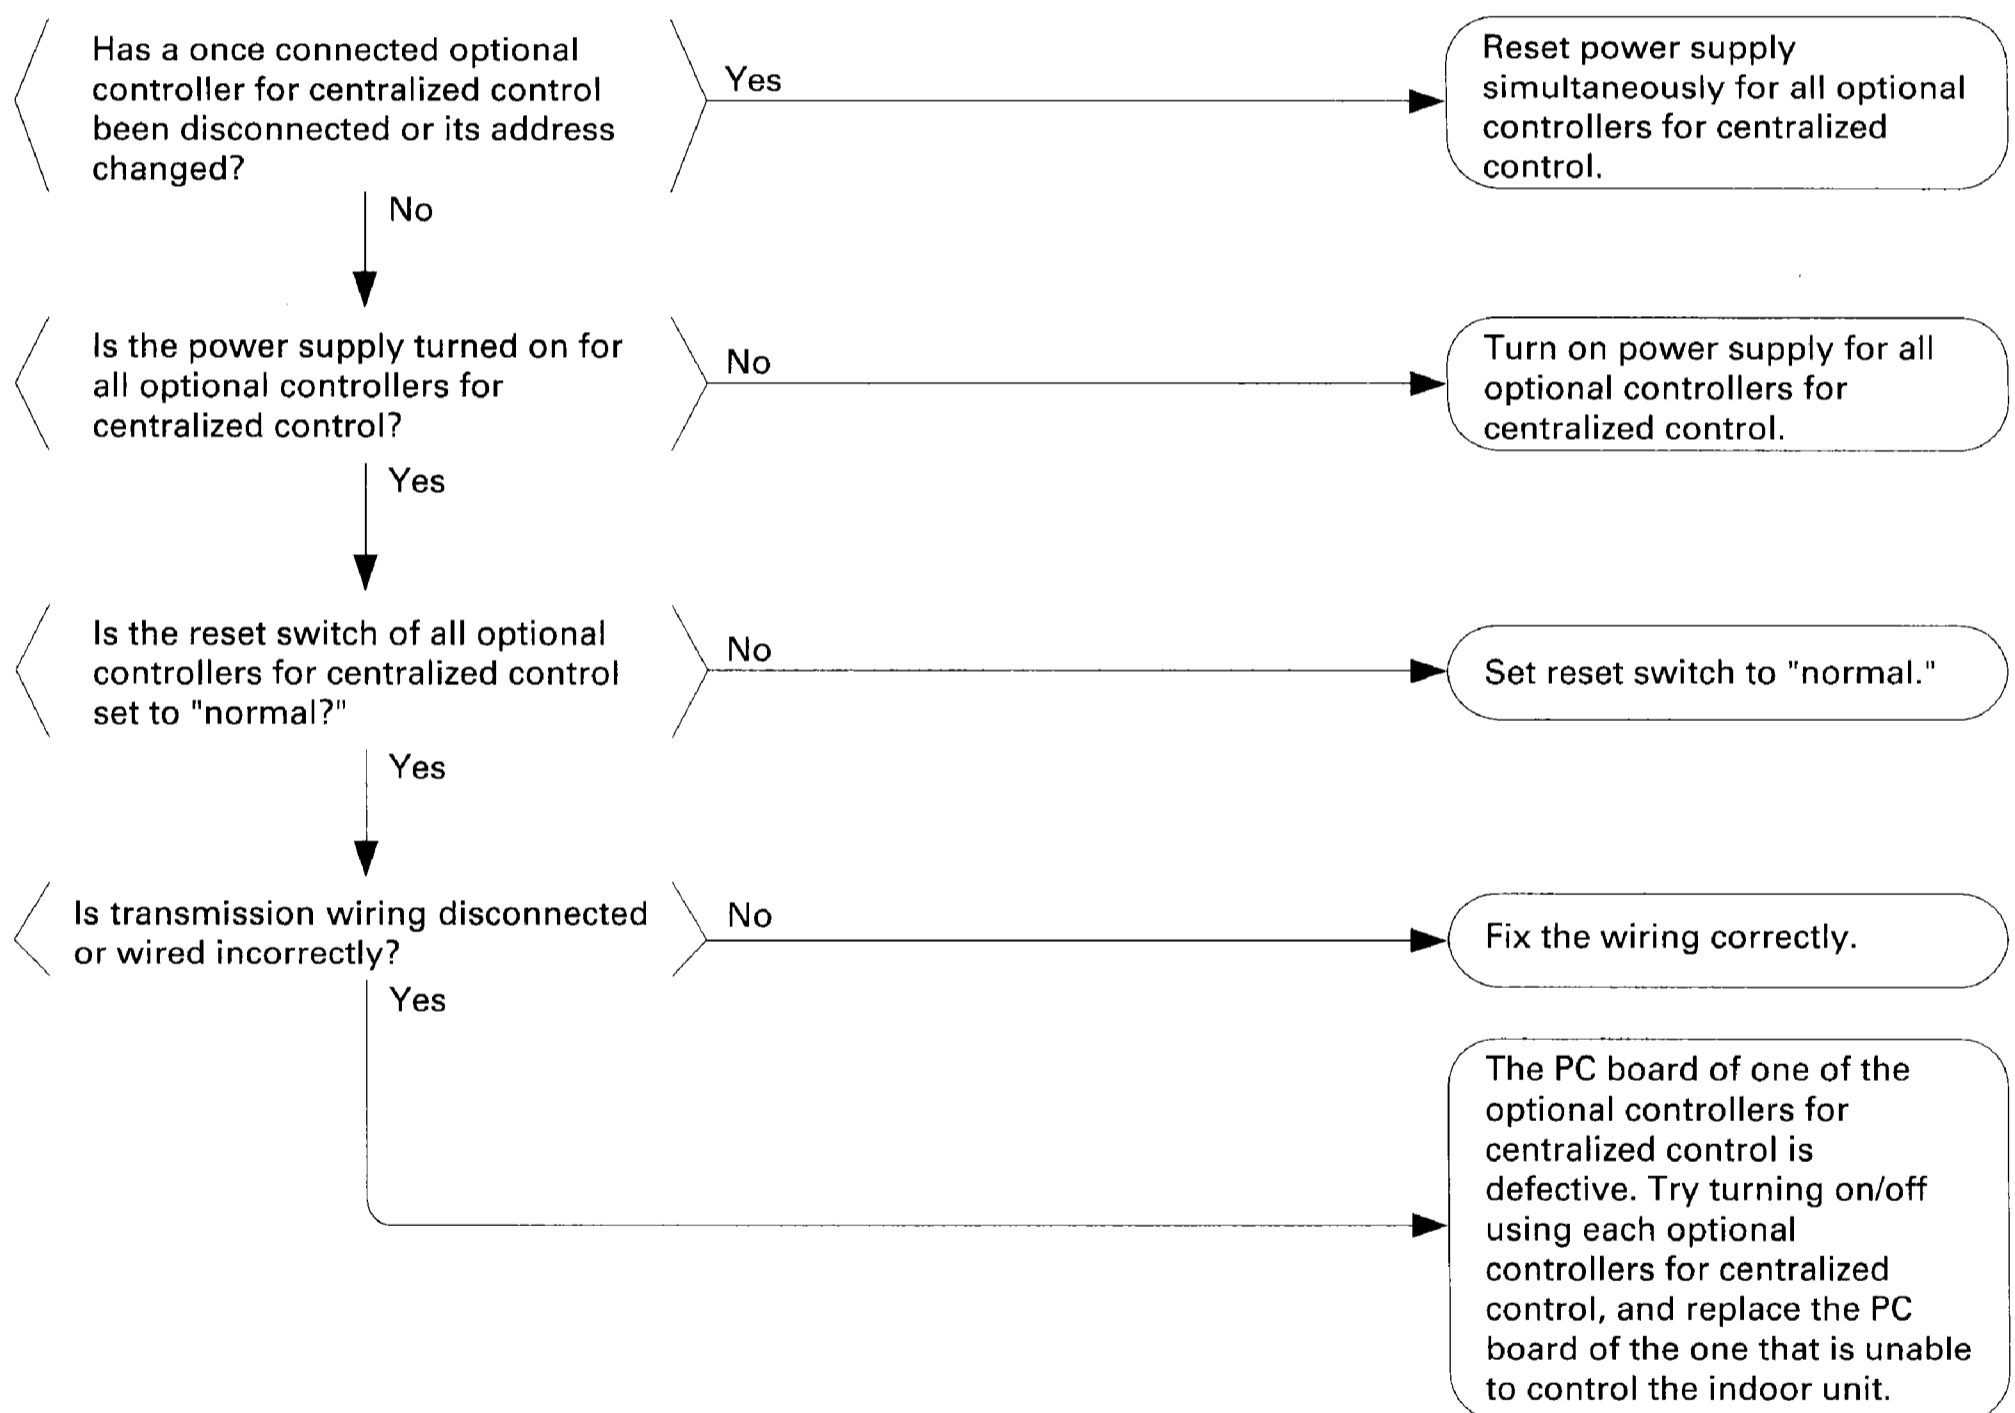 Has a once connected optional
controller for centralized control
been disconnected or its address
changed?
Yes
Reset power supply
simultaneously for all optional
controllers for centralized
control.
No
Is the power supply turned on for
all optional controllers for
centralized control?
No
Turn on power supply for all
optional controllers for
centralized control.
Yes
Is the reset switch of all optional
controllers for centralized control
set to "normal?"
No
Set reset switch to "normal."
Yes
Is transmission wiring disconnected
or wired incorrectly?
No
Fix the wiring correctly.
Yes
The PC board of one of the
optional controllers for
centralized control is
defective. Try turning on/off
using each optional
controllers for centralized
control, and replace the PC
board of the one that is unable
to control the indoor unit.